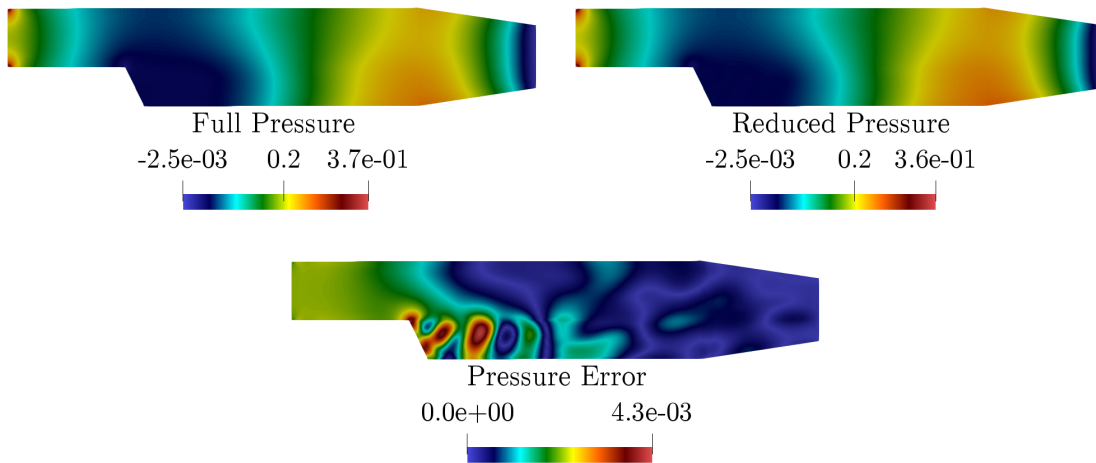 Full Pressure
-2.5e-03 0.2 3.7e-01
Reduced Pressure
-2.5e-03 0.2 3.6e-01
Pressure Error
0.0e+00 4.3e-03